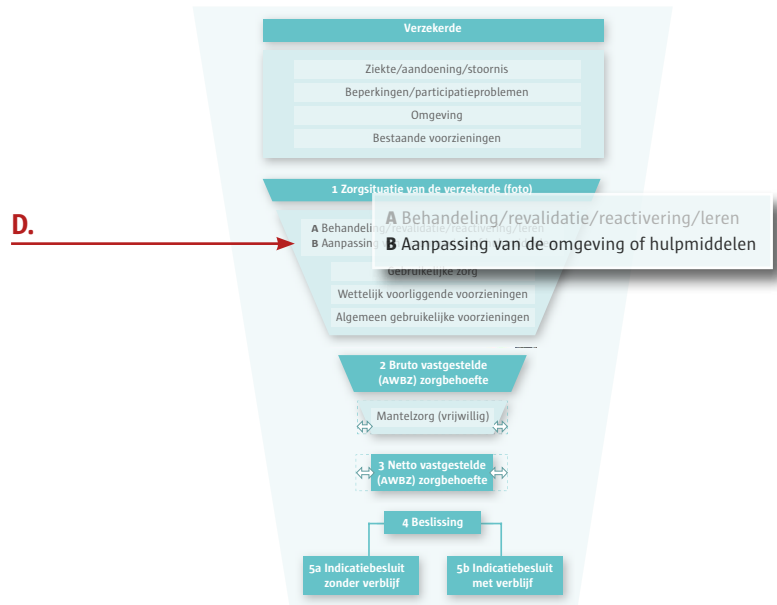 Verzekerde
Ziekte/aandoening/stoornis
Beperkingen/participatieproblemen
Omgeving
Bestaande voorzieningen
1 Zorgsituatie van de verzekerde (foto)
D.
A Behandeling/revalidatie/reactivering/leren
B Aanpassing
A Behandeling/revalidatie/reactivering/leren
B Aanpassing van de omgeving of hulpmiddelen
Gebruikelijke zorg
Wettelijk voorliggende voorzieningen
Algemeen gebruikelijke voorzieningen
2 Bruto vastgestelde
(AWBZ) zorgbehoefte
Mantelzorg (vrijwillig)
3 Netto vastgestelde
(AWBZ) zorgbehoefte
4 Beslissing
5a Indicatiebesluit
zonder verblijf
5b Indicatiebesluit
met verblijf